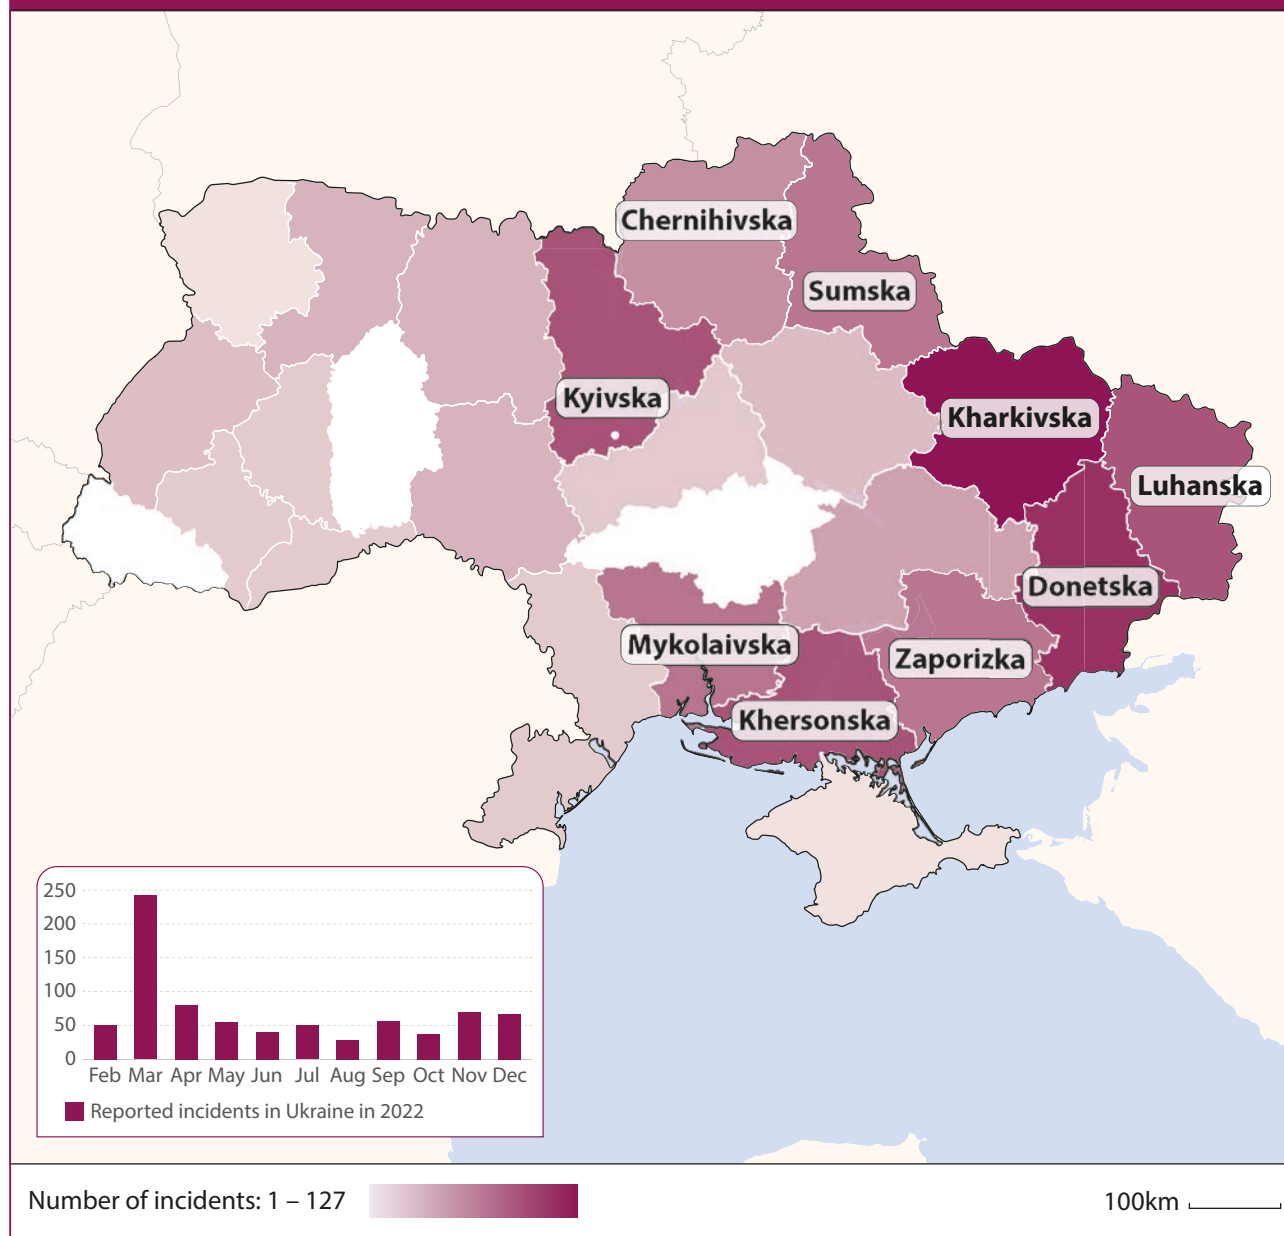 Chernihivska
Sumska
Kyivska
Kharkivska
Luhanska
Donetska
Mykolaivska
Zaporizka
Khersonska
250
200
150
100
50
0
Feb Mar Apr May Jun Jul Aug Sep Oct Nov Dec
Reported incidents in Ukraine in 2022
Number of incidents: 1 – 127
100km